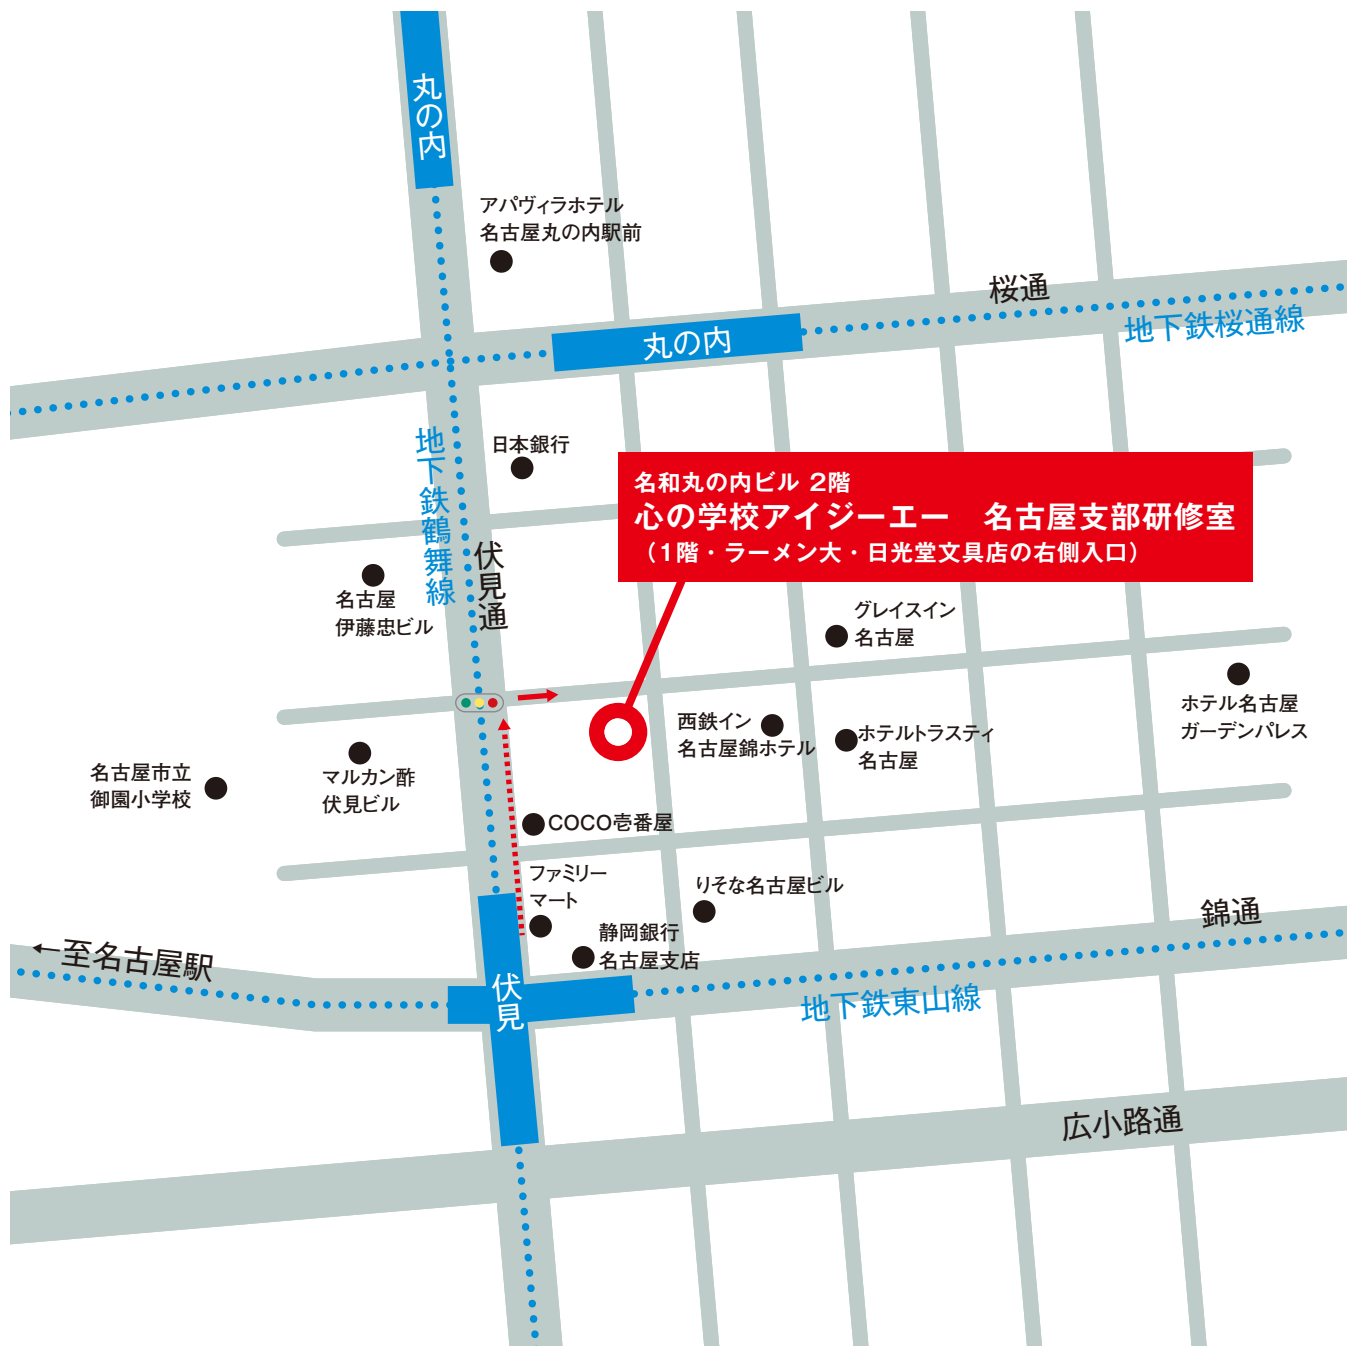 丸の内
アパヴィラホテル
名古屋丸の内駅前
桜通
地下鉄桜通線
丸の内
地下鉄鶴舞線
日本銀行
名和丸の内ビル 2階
心の学校アイジーエー　名古屋支部研修室
（1階・ラーメン大・日光堂文具店の右側入口）
伏見通
名古屋
伊藤忠ビル
グレイスイン
名古屋
ホテル名古屋
ガーデンパレス
西鉄イン
名古屋錦ホテル
ホテルトラスティ
名古屋
名古屋市立
御園小学校
マルカン酢
伏見ビル
COCO壱番屋
ファミリー
マート
りそな名古屋ビル
静岡銀行
名古屋支店
錦通
←至名古屋駅
伏見
地下鉄東山線
広小路通